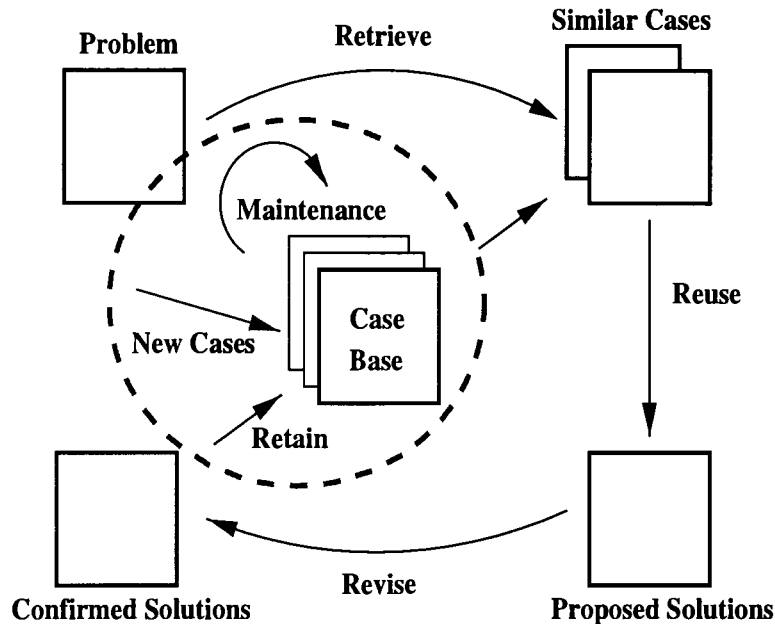 Similar Cases
Problem
Retrieve
Maintenance
Reuse
Case
Base
New Cases
Retain
Revise
Confirmed Solutions
Proposed Solutions